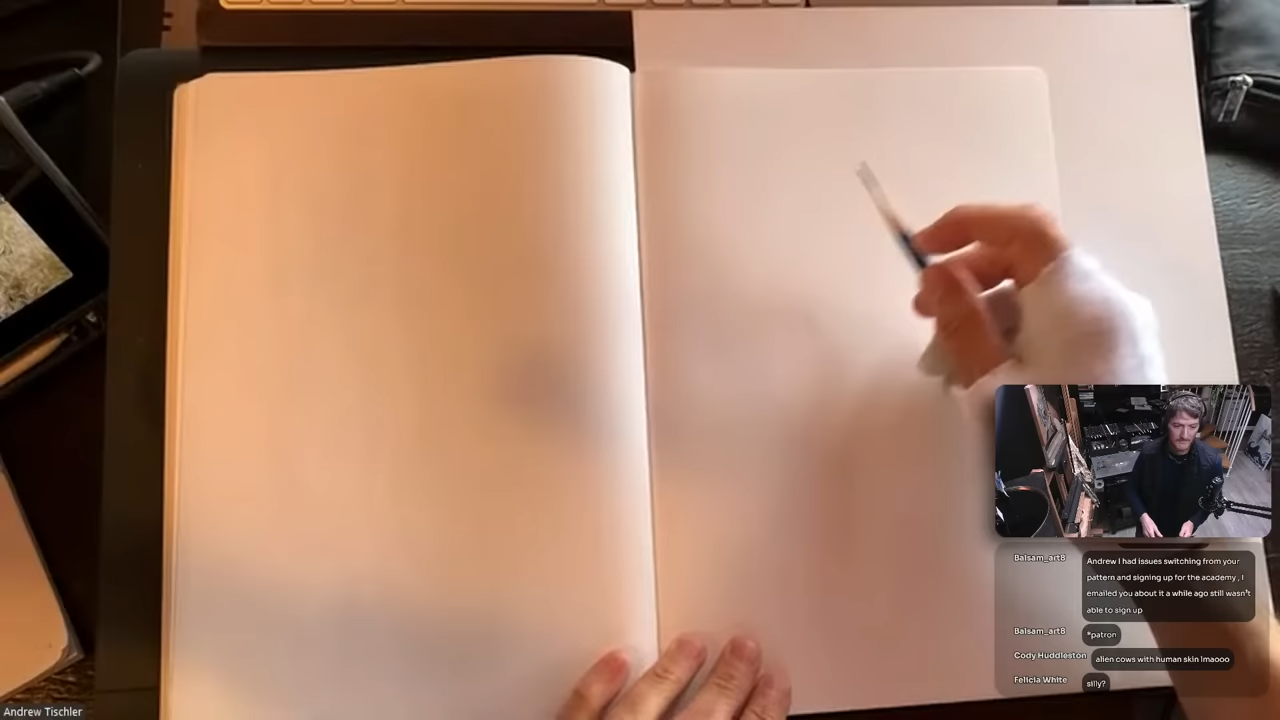 Balsam_art8
Andrew I had issues switching from your
pattern and signing up for the academy , I
emailed you about it a while ago still wasn't
able to sign up
Balsam_art8
*patron
Cody Huddleston
alien cows with human skin lmaooo
Felicia White
silly?
Andrew Tischler